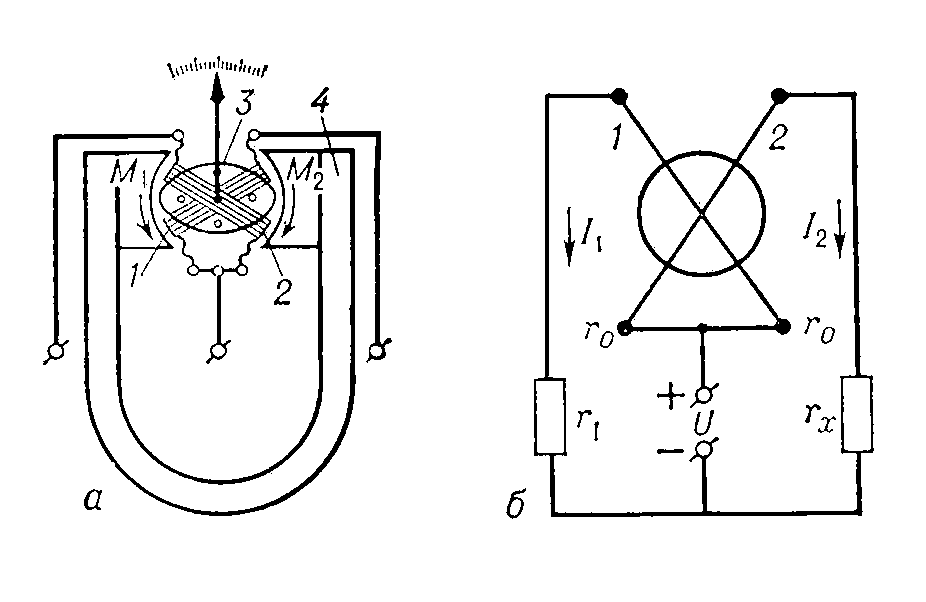 3
4
M₁
M₂
1
2
а
1
2
I₁
I₂
r₀
r₀
+
U
−
r₁
rₓ
б